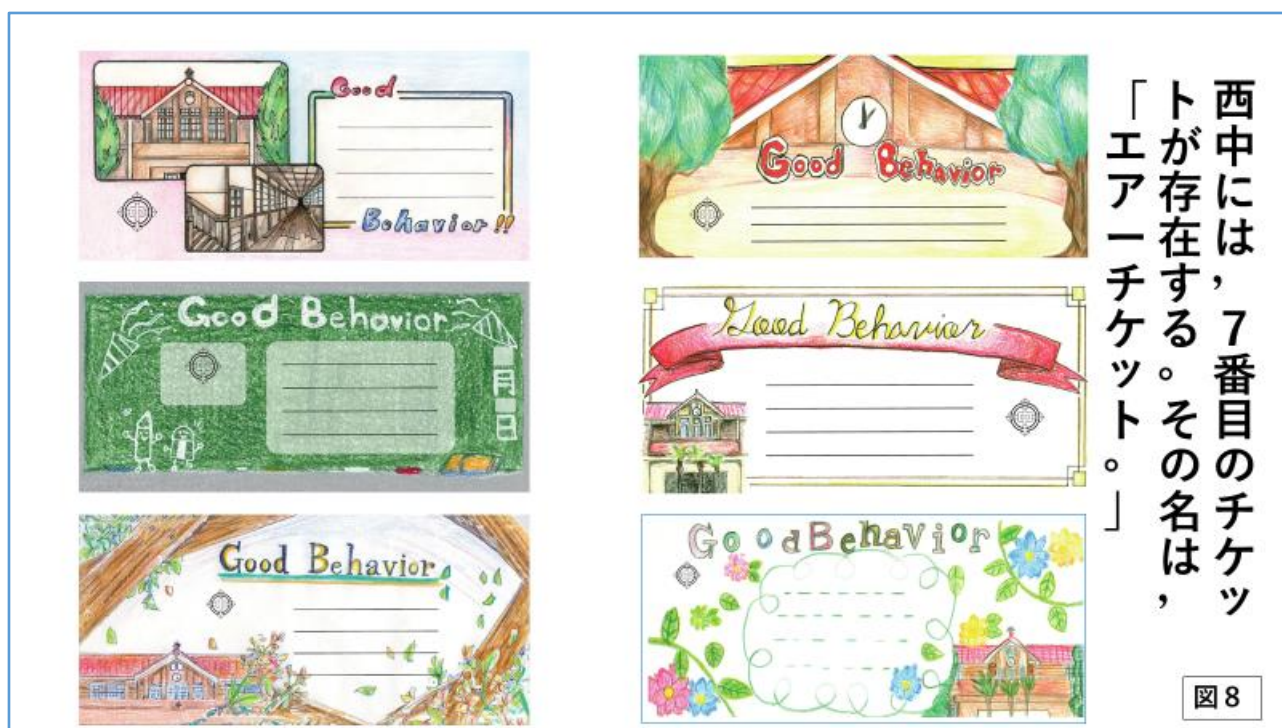 西中には，７番目のチケッ
トが存在する。その名は，
「エアーチケット。」
Good
Behavior!!
Good Behavior
Good Behavior
月
日
Good Behavior
Good Behavior
Good Behavior
図８